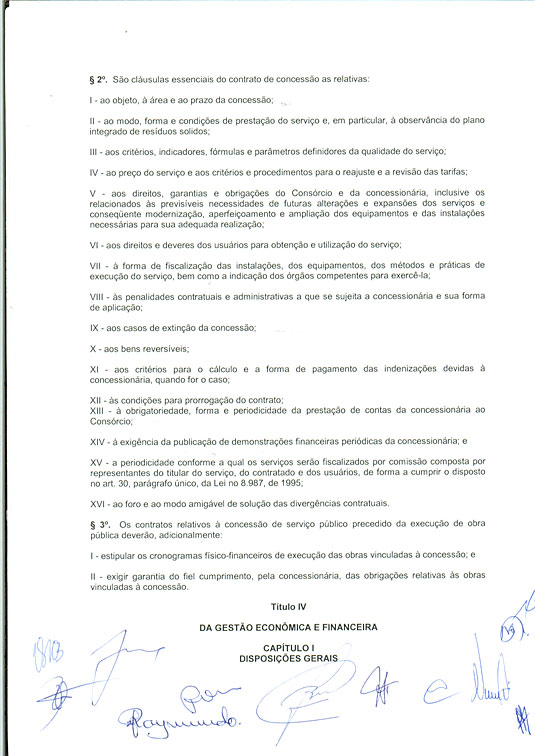 § 2º. São cláusulas essenciais do contrato de concessão as relativas:
I - ao objeto, à área e ao prazo da concessão;
II - ao modo, forma e condições de prestação do serviço e, em particular, à observância do plano
integrado de resíduos solidos;
III - aos critérios, indicadores, fórmulas e parâmetros definidores da qualidade do serviço;
IV - ao preço do serviço e aos critérios e procedimentos para o reajuste e a revisão das tarifas;
V - aos direitos, garantias e obrigações do Consórcio e da concessionária, inclusive os
relacionados às previsíveis necessidades de futuras alterações e expansões dos serviços e
conseqüente modernização, aperfeiçoamento e ampliação dos equipamentos e das instalações
necessárias para sua adequada realização;
VI - aos direitos e deveres dos usuários para obtenção e utilização do serviço;
VII - à forma de fiscalização das instalações, dos equipamentos, dos métodos e práticas de
execução do serviço, bem como a indicação dos órgãos competentes para exercê-la;
VIII - às penalidades contratuais e administrativas a que se sujeita a concessionária e sua forma
de aplicação;
IX - aos casos de extinção da concessão;
X - aos bens reversíveis;
XI - aos critérios para o cálculo e a forma de pagamento das indenizações devidas à
concessionária, quando for o caso;
XII - às condições para prorrogação do contrato;
XIII - à obrigatoriedade, forma e periodicidade da prestação de contas da concessionária ao
Consórcio;
XIV - à exigência da publicação de demonstrações financeiras periódicas da concessionária; e
XV - a periodicidade conforme a qual os serviços serão fiscalizados por comissão composta por
representantes do titular do serviço, do contratado e dos usuários, de forma a cumprir o disposto
no art. 30, parágrafo único, da Lei no 8.987, de 1995;
XVI - ao foro e ao modo amigável de solução das divergências contratuais.
§ 3º. Os contratos relativos à concessão de serviço público precedido da execução de obra
pública deverão, adicionalmente:
I - estipular os cronogramas físico-financeiros de execução das obras vinculadas à concessão; e
II - exigir garantia do fiel cumprimento, pela concessionária, das obrigações relativas às obras
vinculadas à concessão.
Título IV
DA GESTÃO ECONÔMICA E FINANCEIRA
CAPÍTULO I
DISPOSIÇÕES GERAIS
Raymundo.